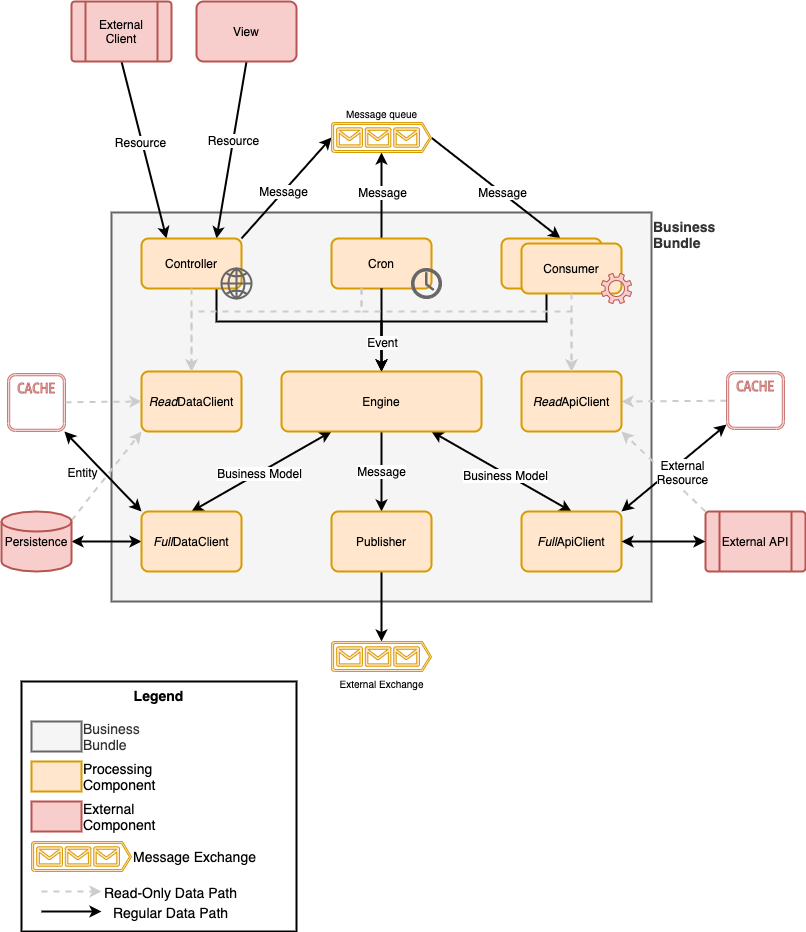 External
Client
View
Message queue
Resource
Resource
Message
Message
Message
Business
Bundle
Controller
Cron
Consumer
Event
CACHE
ReadDataClient
Engine
ReadApiClient
CACHE
Entity
Business Model
Message
Business Model
External
Resource
Persistence
FullDataClient
Publisher
FullApiClient
External API
External Exchange
Legend
Business
Bundle
Processing
Component
External
Component
Message Exchange
Read-Only Data Path
Regular Data Path